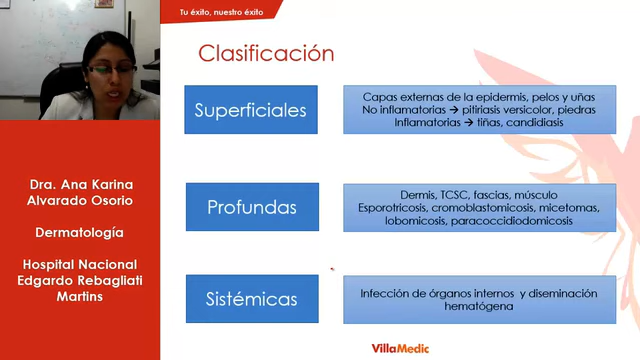 Tu éxito, nuestro éxito
Clasificación
Superficiales
Capas externas de la epidermis, pelos y uñas
No inflamatorias → pitiriasis versicolor, piedras
Inflamatorias → tiñas, candidiasis
Profundas
Dermis, TCSC, fascias, músculo
Esporotricosis, cromoblastomicosis, micetomas,
lobomicosis, paracoccidiodomicosis
Sistémicas
Infección de órganos internos y diseminación
hematógena
Dra. Ana Karina
Alvarado Osorio
Dermatología
Hospital Nacional
Edgardo Rebagliati
Martins
VillaMedic